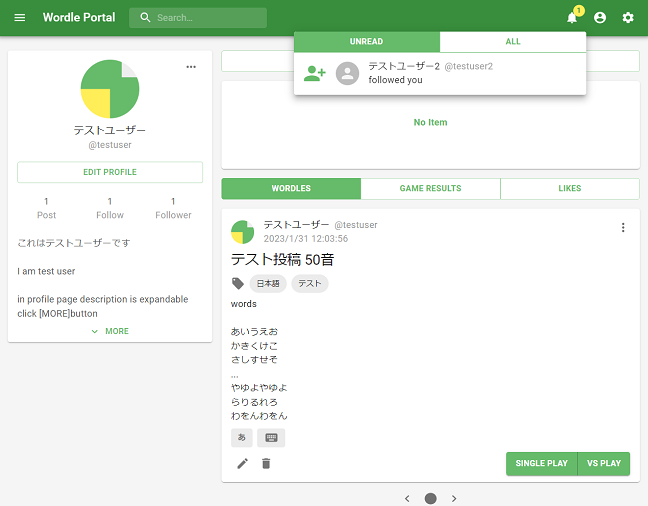 Wordle Portal
Search...
1
UNREAD
ALL
テストユーザー2 @testuser2
followed you
テストユーザー
@testuser
EDIT PROFILE
1 1 1
Post Follow Follower
これはテストユーザーです
I am test user
in profile page description is expandable
click [MORE]button
MORE
No Item
WORDLES
GAME RESULTS
LIKES
テストユーザー @testuser
2023/1/31 12:03:56
テスト投稿 50音
日本語 テスト
words
あいうえお
かきくけこ
さしすせそ
...
やゆよやゆよ
らりるれろ
わをんわをん
あ
SINGLE PLAY
VS PLAY